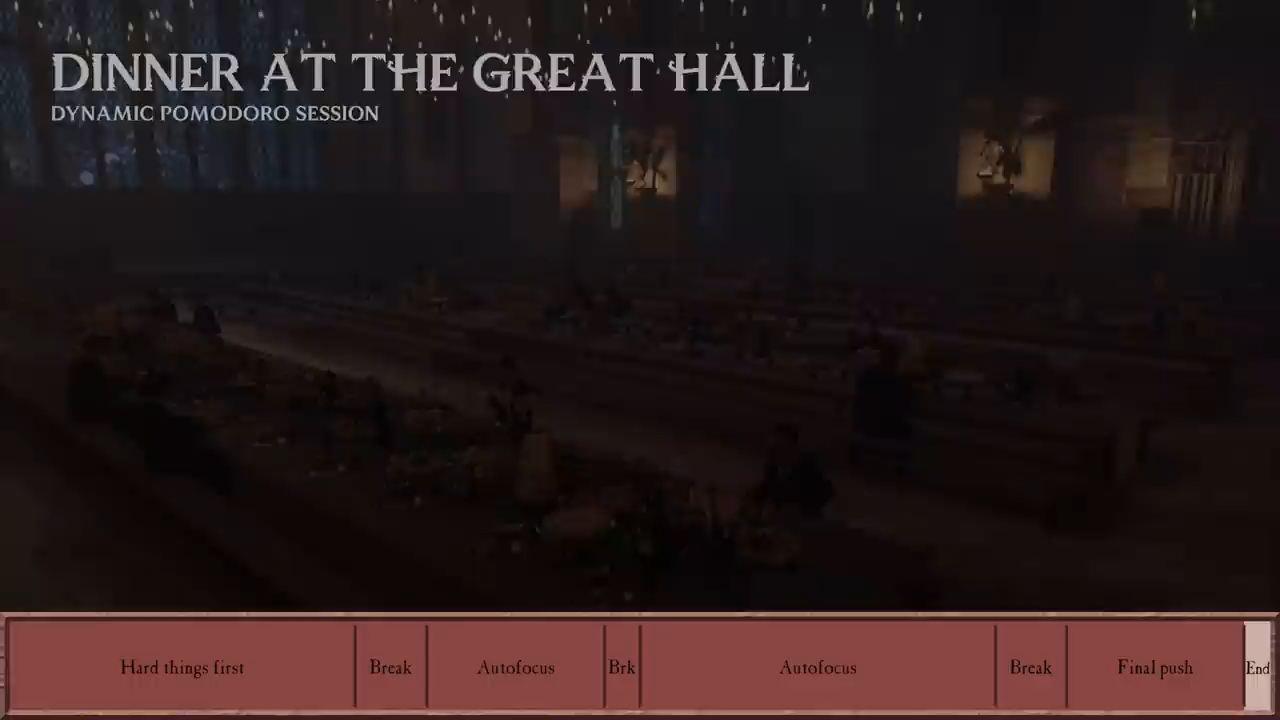 DINNER AT THE GREAT HALL
DYNAMIC POMODORO SESSION
Hard things first
Break
Autofocus
Brk
Autofocus
Break
Final push
End